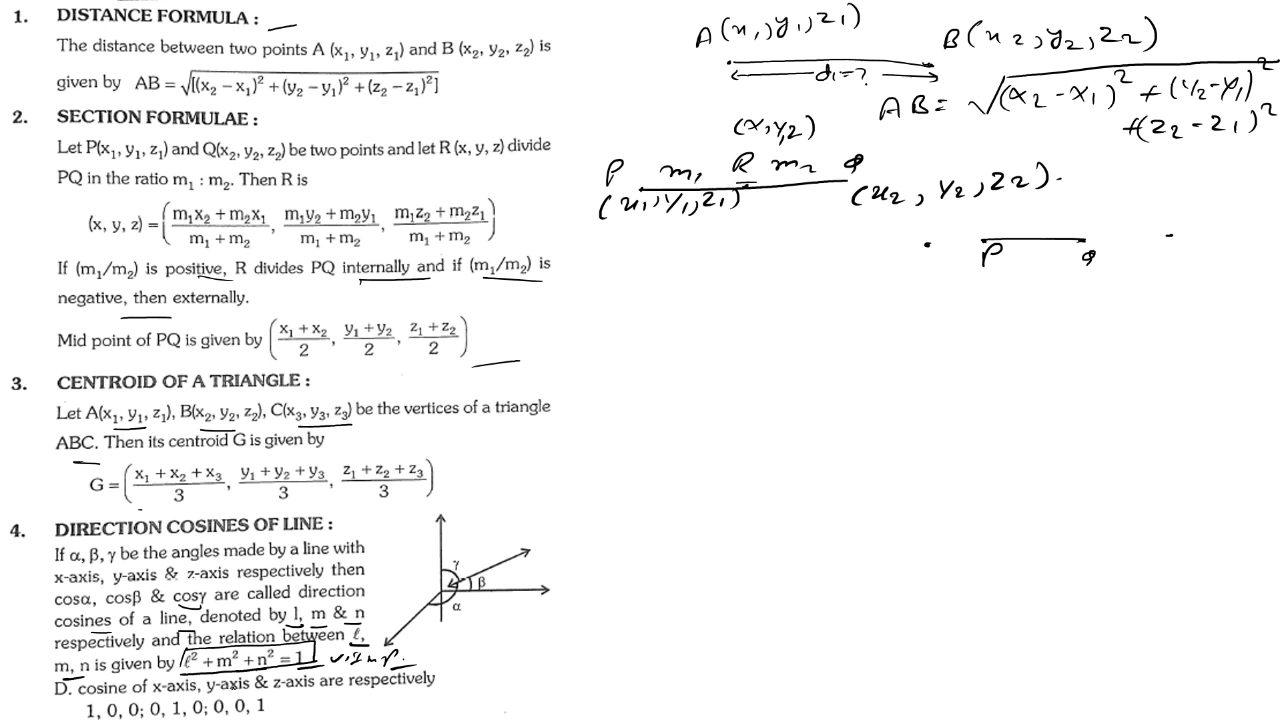 1. DISTANCE FORMULA :
The distance between two points A (x₁, y₁, z₁) and B (x₂, y₂, z₂) is
given by AB = √[(x₂ – x₁)² + (y₂ – y₁)² + (z₂ – z₁)²]
2. SECTION FORMULAE :
Let P(x₁, y₁, z₁) and Q(x₂, y₂, z₂) be two points and let R (x, y, z) divide
PQ in the ratio m₁ : m₂. Then R is
(x, y, z) = ( (m₁x₂ + m₂x₁)/(m₁ + m₂), (m₁y₂ + m₂y₁)/(m₁ + m₂), (m₁z₂ + m₂z₁)/(m₁ + m₂) )
If (m₁/m₂) is positive, R divides PQ internally and if (m₁/m₂) is
negative, then externally.
Mid point of PQ is given by ( (x₁ + x₂)/2, (y₁ + y₂)/2, (z₁ + z₂)/2 )
3. CENTROID OF A TRIANGLE :
Let A(x₁, y₁, z₁), B(x₂, y₂, z₂), C(x₃, y₃, z₃) be the vertices of a triangle
ABC. Then its centroid G is given by
G = ( (x₁ + x₂ + x₃)/3, (y₁ + y₂ + y₃)/3, (z₁ + z₂ + z₃)/3 )
4. DIRECTION COSINES OF LINE :
If α, β, γ be the angles made by a line with
x-axis, y-axis & z-axis respectively then
cosα, cosβ & cosγ are called direction
cosines of a line, denoted by l, m & n
respectively and the relation between ℓ,
m, n is given by ℓ² + m² + n² = 1 v.imp.
D. cosine of x-axis, y-axis & z-axis are respectively
1, 0, 0; 0, 1, 0; 0, 0, 1
γ
β
α
A(x₁, y₁, z₁)
B(x₂, y₂, z₂)
d₁ = ?
AB = √(x₂ - x₁)² + (y₂ - y₁)²
+(z₂ - z₁)²
(x, y, z)
P m₁ R m₂ Q
(x₁, y₁, z₁)
(x₂, y₂, z₂).
P Q